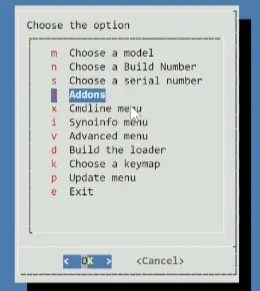 Choose the option
m Choose a model
n Choose a Build Number
s Choose a serial number
Addons
x Cmdline menu
i Synoinfo menu
v Advanced menu
d Build the loader
k Choose a keymap
p Update menu
e Exit
< OK > <Cancel>